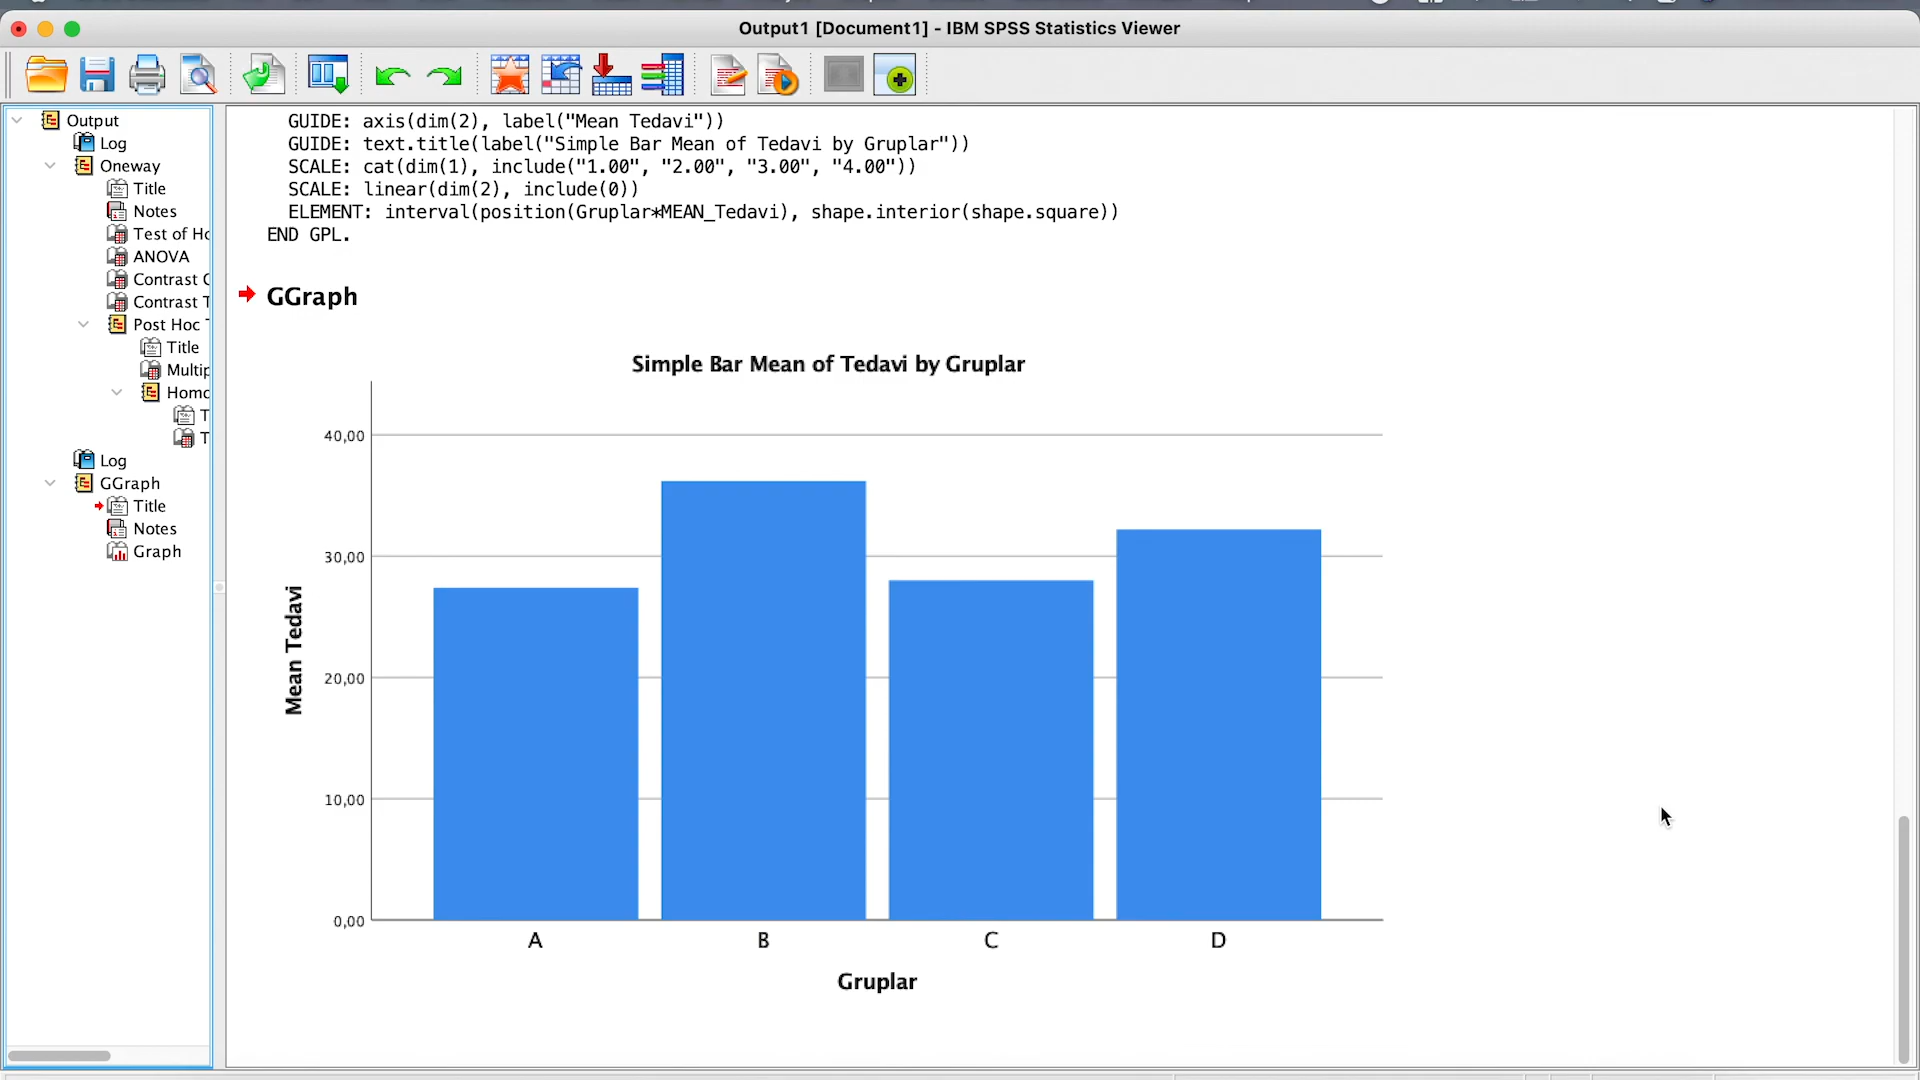 Output1 [Document1] - IBM SPSS Statistics Viewer
Output
Log
Oneway
Title
Notes
Test of Ho
ANOVA
Contrast C
Contrast T
Post Hoc T
Title
Multip
Homo
T
T
Log
GGraph
Title
Notes
Graph
GUIDE: axis(dim(2), label("Mean Tedavi"))
GUIDE: text.title(label("Simple Bar Mean of Tedavi by Gruplar"))
SCALE: cat(dim(1), include("1.00", "2.00", "3.00", "4.00"))
SCALE: linear(dim(2), include(0))
ELEMENT: interval(position(Gruplar*MEAN_Tedavi), shape.interior(shape.square))
END GPL.
GGraph
Simple Bar Mean of Tedavi by Gruplar
40,00
30,00
20,00
10,00
0,00
Mean Tedavi
A B C D
Gruplar